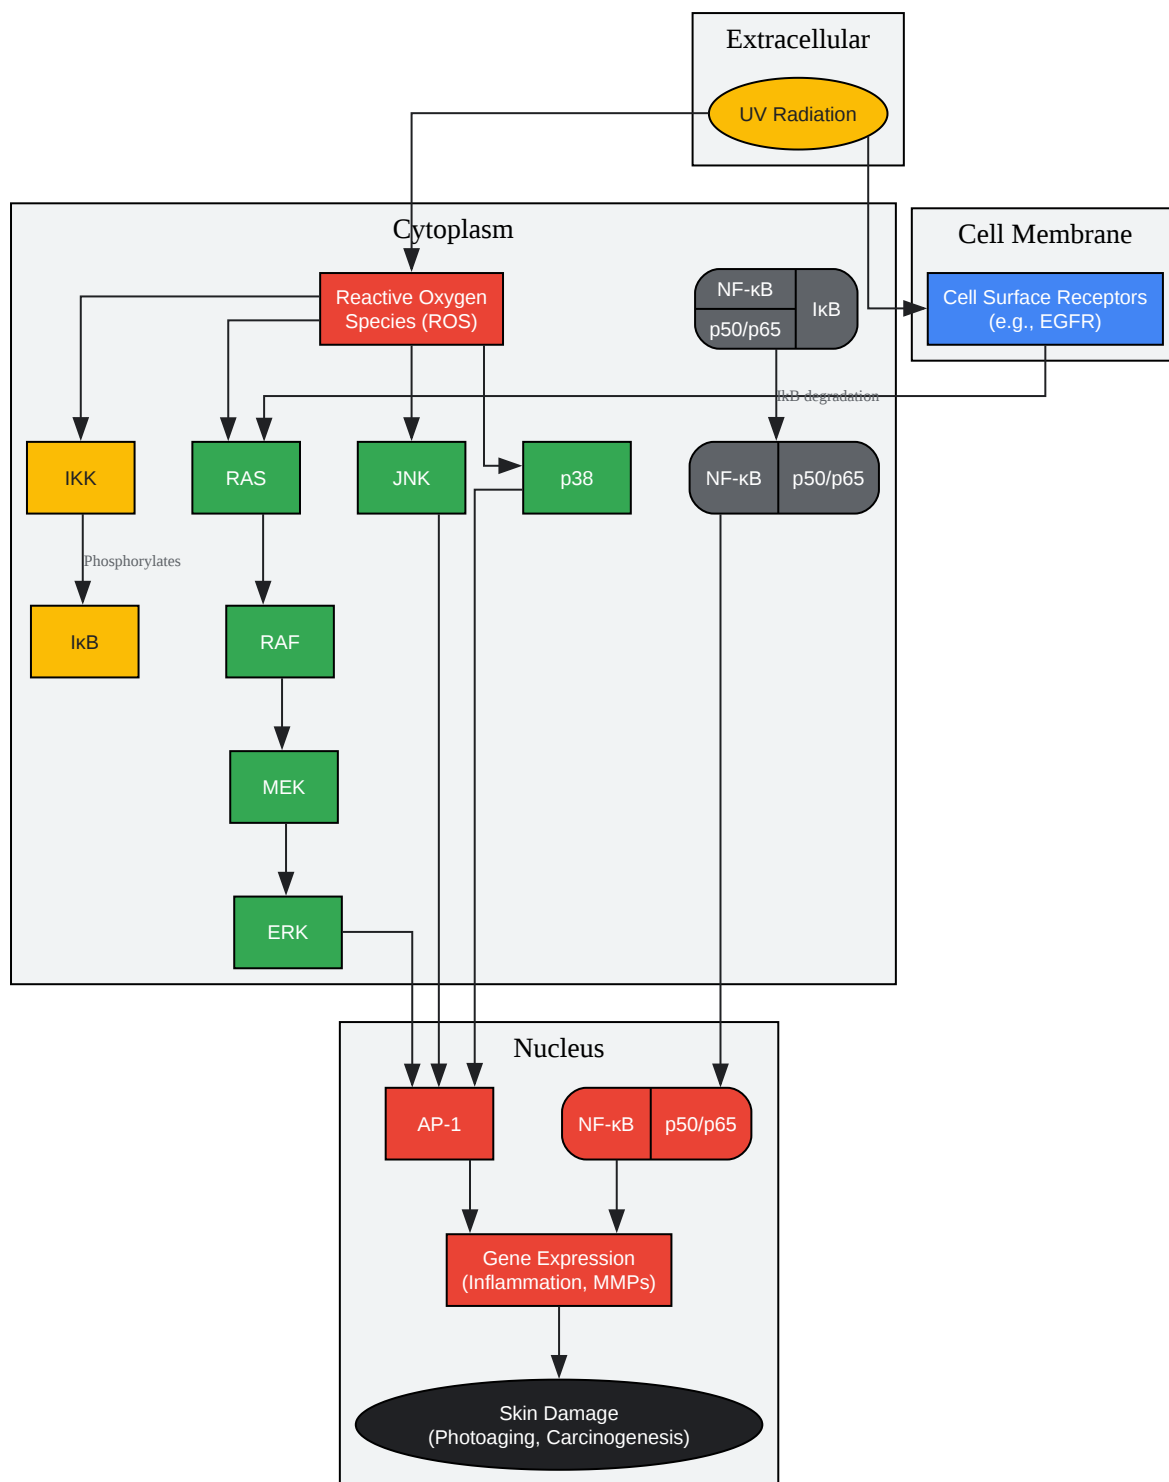 Extracellular
UV Radiation
Cytoplasm
Cell Membrane
Reactive Oxygen
Species (ROS)
NF-κB
p50/p65
IκB
Cell Surface Receptors
(e.g., EGFR)
IκB degradation
IKK
RAS
JNK
p38
NF-κB
p50/p65
Phosphorylates
IκB
RAF
MEK
ERK
Nucleus
AP-1
NF-κB
p50/p65
Gene Expression
(Inflammation, MMPs)
Skin Damage
(Photoaging, Carcinogenesis)